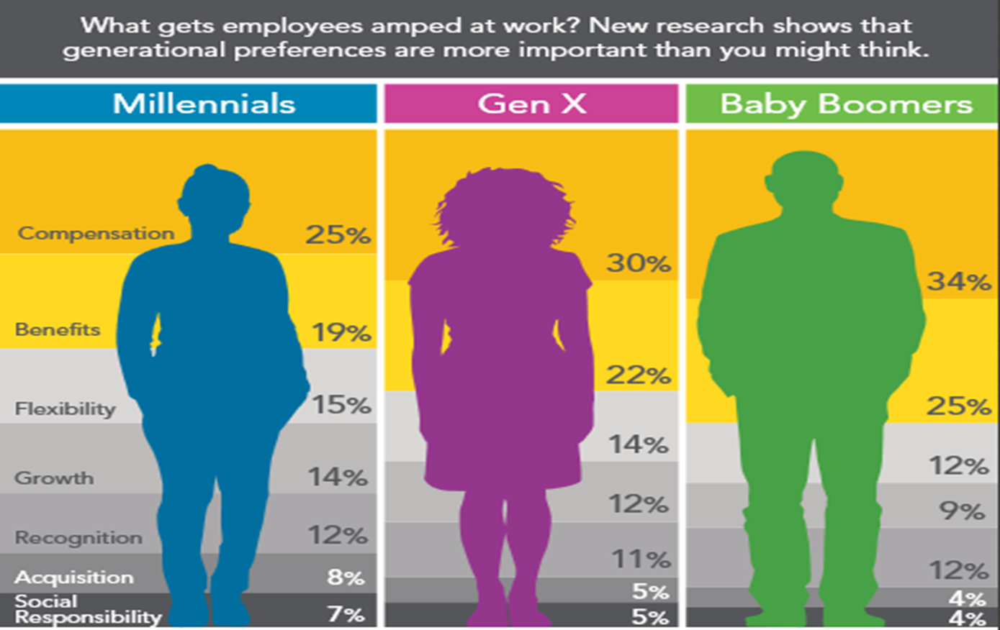 What gets employees amped at work? New research shows that
generational preferences are more important than you might think.
Millennials
Gen X
Baby Boomers
Compensation
25%
30%
34%
Benefits
19%
22%
25%
Flexibility
15%
14%
12%
Growth
14%
12%
9%
Recognition
12%
11%
12%
Acquisition
8%
5%
4%
Social
Responsibility
7%
5%
4%